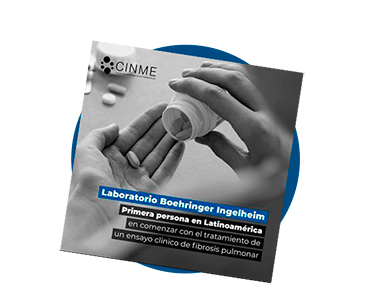 CINME
Laboratorio Boehringer Ingelheim
Primera persona en Latinoamérica
en comenzar con el tratamiento de
un ensayo clínico de fibrosis pulmonar